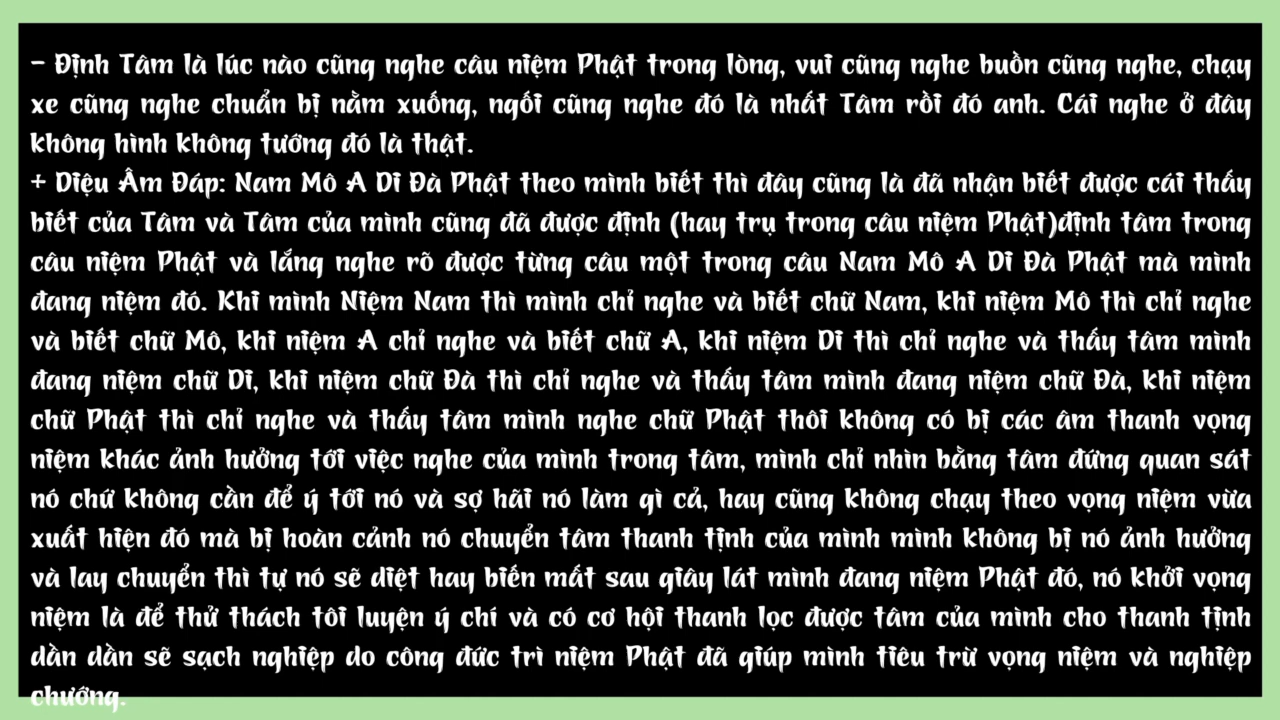 – Định Tâm là lúc nào cũng nghe câu niệm Phật trong lòng, vui cũng nghe buồn cũng nghe, chạy
xe cũng nghe chuẩn bị nằm xuống, ngối cũng nghe đó là nhất Tâm rồi đó anh. Cái nghe ở đây
không hình không tướng đó là thật.
+ Diệu Âm Đáp: Nam Mô A Di Đà Phật theo mình biết thì đây cũng là đã nhận biết được cái thấy
biết của Tâm và Tâm của mình cũng đã được định (hay trụ trong câu niệm Phật)định tâm trong
câu niệm Phật và lắng nghe rõ được từng câu một trong câu Nam Mô A Di Đà Phật mà mình
đang niệm đó. Khi mình Niệm Nam thì mình chỉ nghe và biết chữ Nam, khi niệm Mô thì chỉ nghe
và biết chữ Mô, khi niệm A chỉ nghe và biết chữ A, khi niệm Di thì chỉ nghe và thấy tâm mình
đang niệm chữ Di, khi niệm chữ Đà thì chỉ nghe và thấy tâm mình đang niệm chữ Đà, khi niệm
chữ Phật thì chỉ nghe và thấy tâm mình nghe chữ Phật thôi không có bị các âm thanh vọng
niệm khác ảnh hưởng tới việc nghe của mình trong tâm, mình chỉ nhìn bằng tâm đứng quan sát
nó chứ không cần để ý tới nó và sợ hãi nó làm gì cả, hay cũng không chạy theo vọng niệm vừa
xuất hiện đó mà bị hoàn cảnh nó chuyển tâm thanh tịnh của mình mình không bị nó ảnh hưởng
và lay chuyển thì tự nó sẽ diệt hay biến mất sau giây lát mình đang niệm Phật đó, nó khởi vọng
niệm là để thử thách tôi luyện ý chí và có cơ hội thanh lọc được tâm của mình cho thanh tịnh
dần dần sẽ sạch nghiệp do công đức trì niệm Phật đã giúp mình tiêu trừ vọng niệm và nghiệp
chướng.